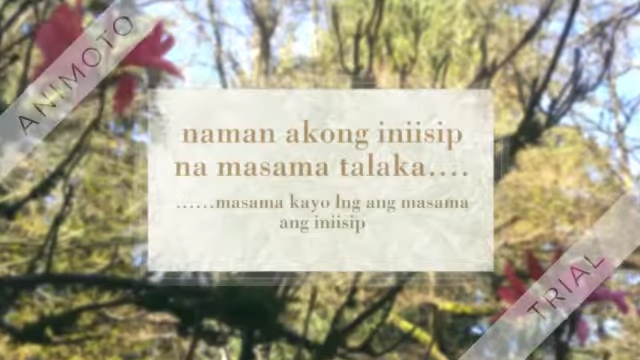 ANIMOTO
naman akong iniisip
na masama talaka....
......masama kayo lng ang masama
ang iniisip
TRIAL